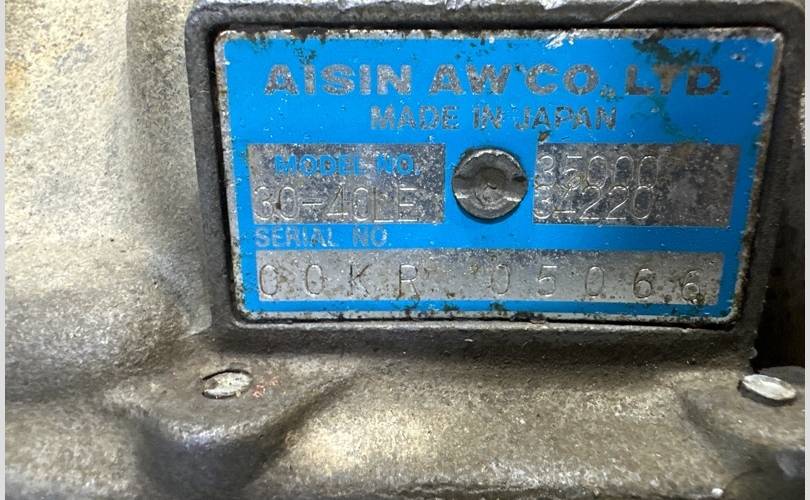 AISIN AW CO., LTD.
MADE IN JAPAN
MODEL NO. 35000
30-40LE 34220
SERIAL NO.
00KR 05066